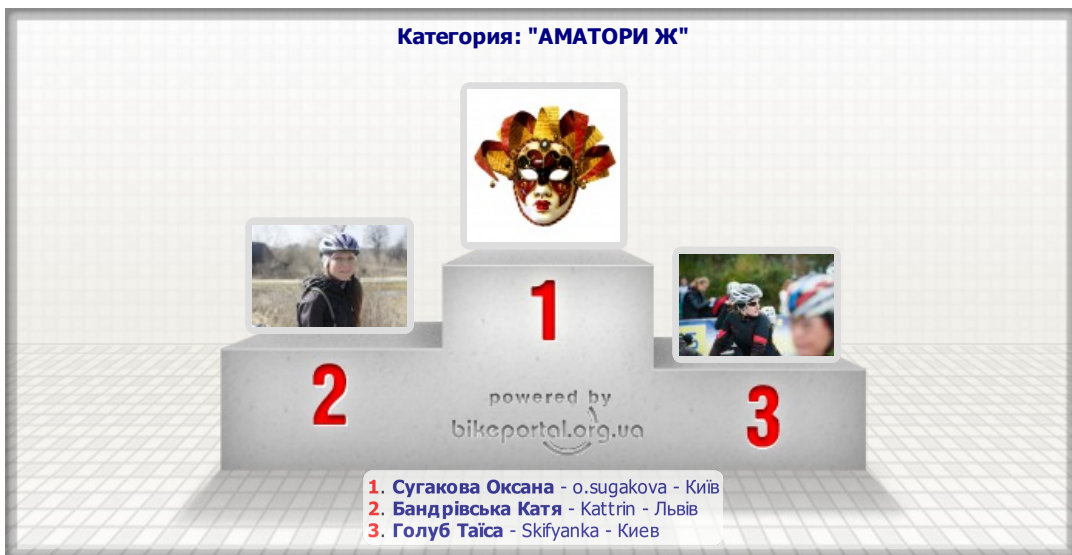 Категория: "АМАТОРИ Ж"
1
2
3
powered by
bikeportal.org.ua
1. Сугакова Оксана - o.sugakova - Київ
2. Бандрівська Катя - Kattrin - Львів
3. Голуб Таїса - Skifyanka - Киев